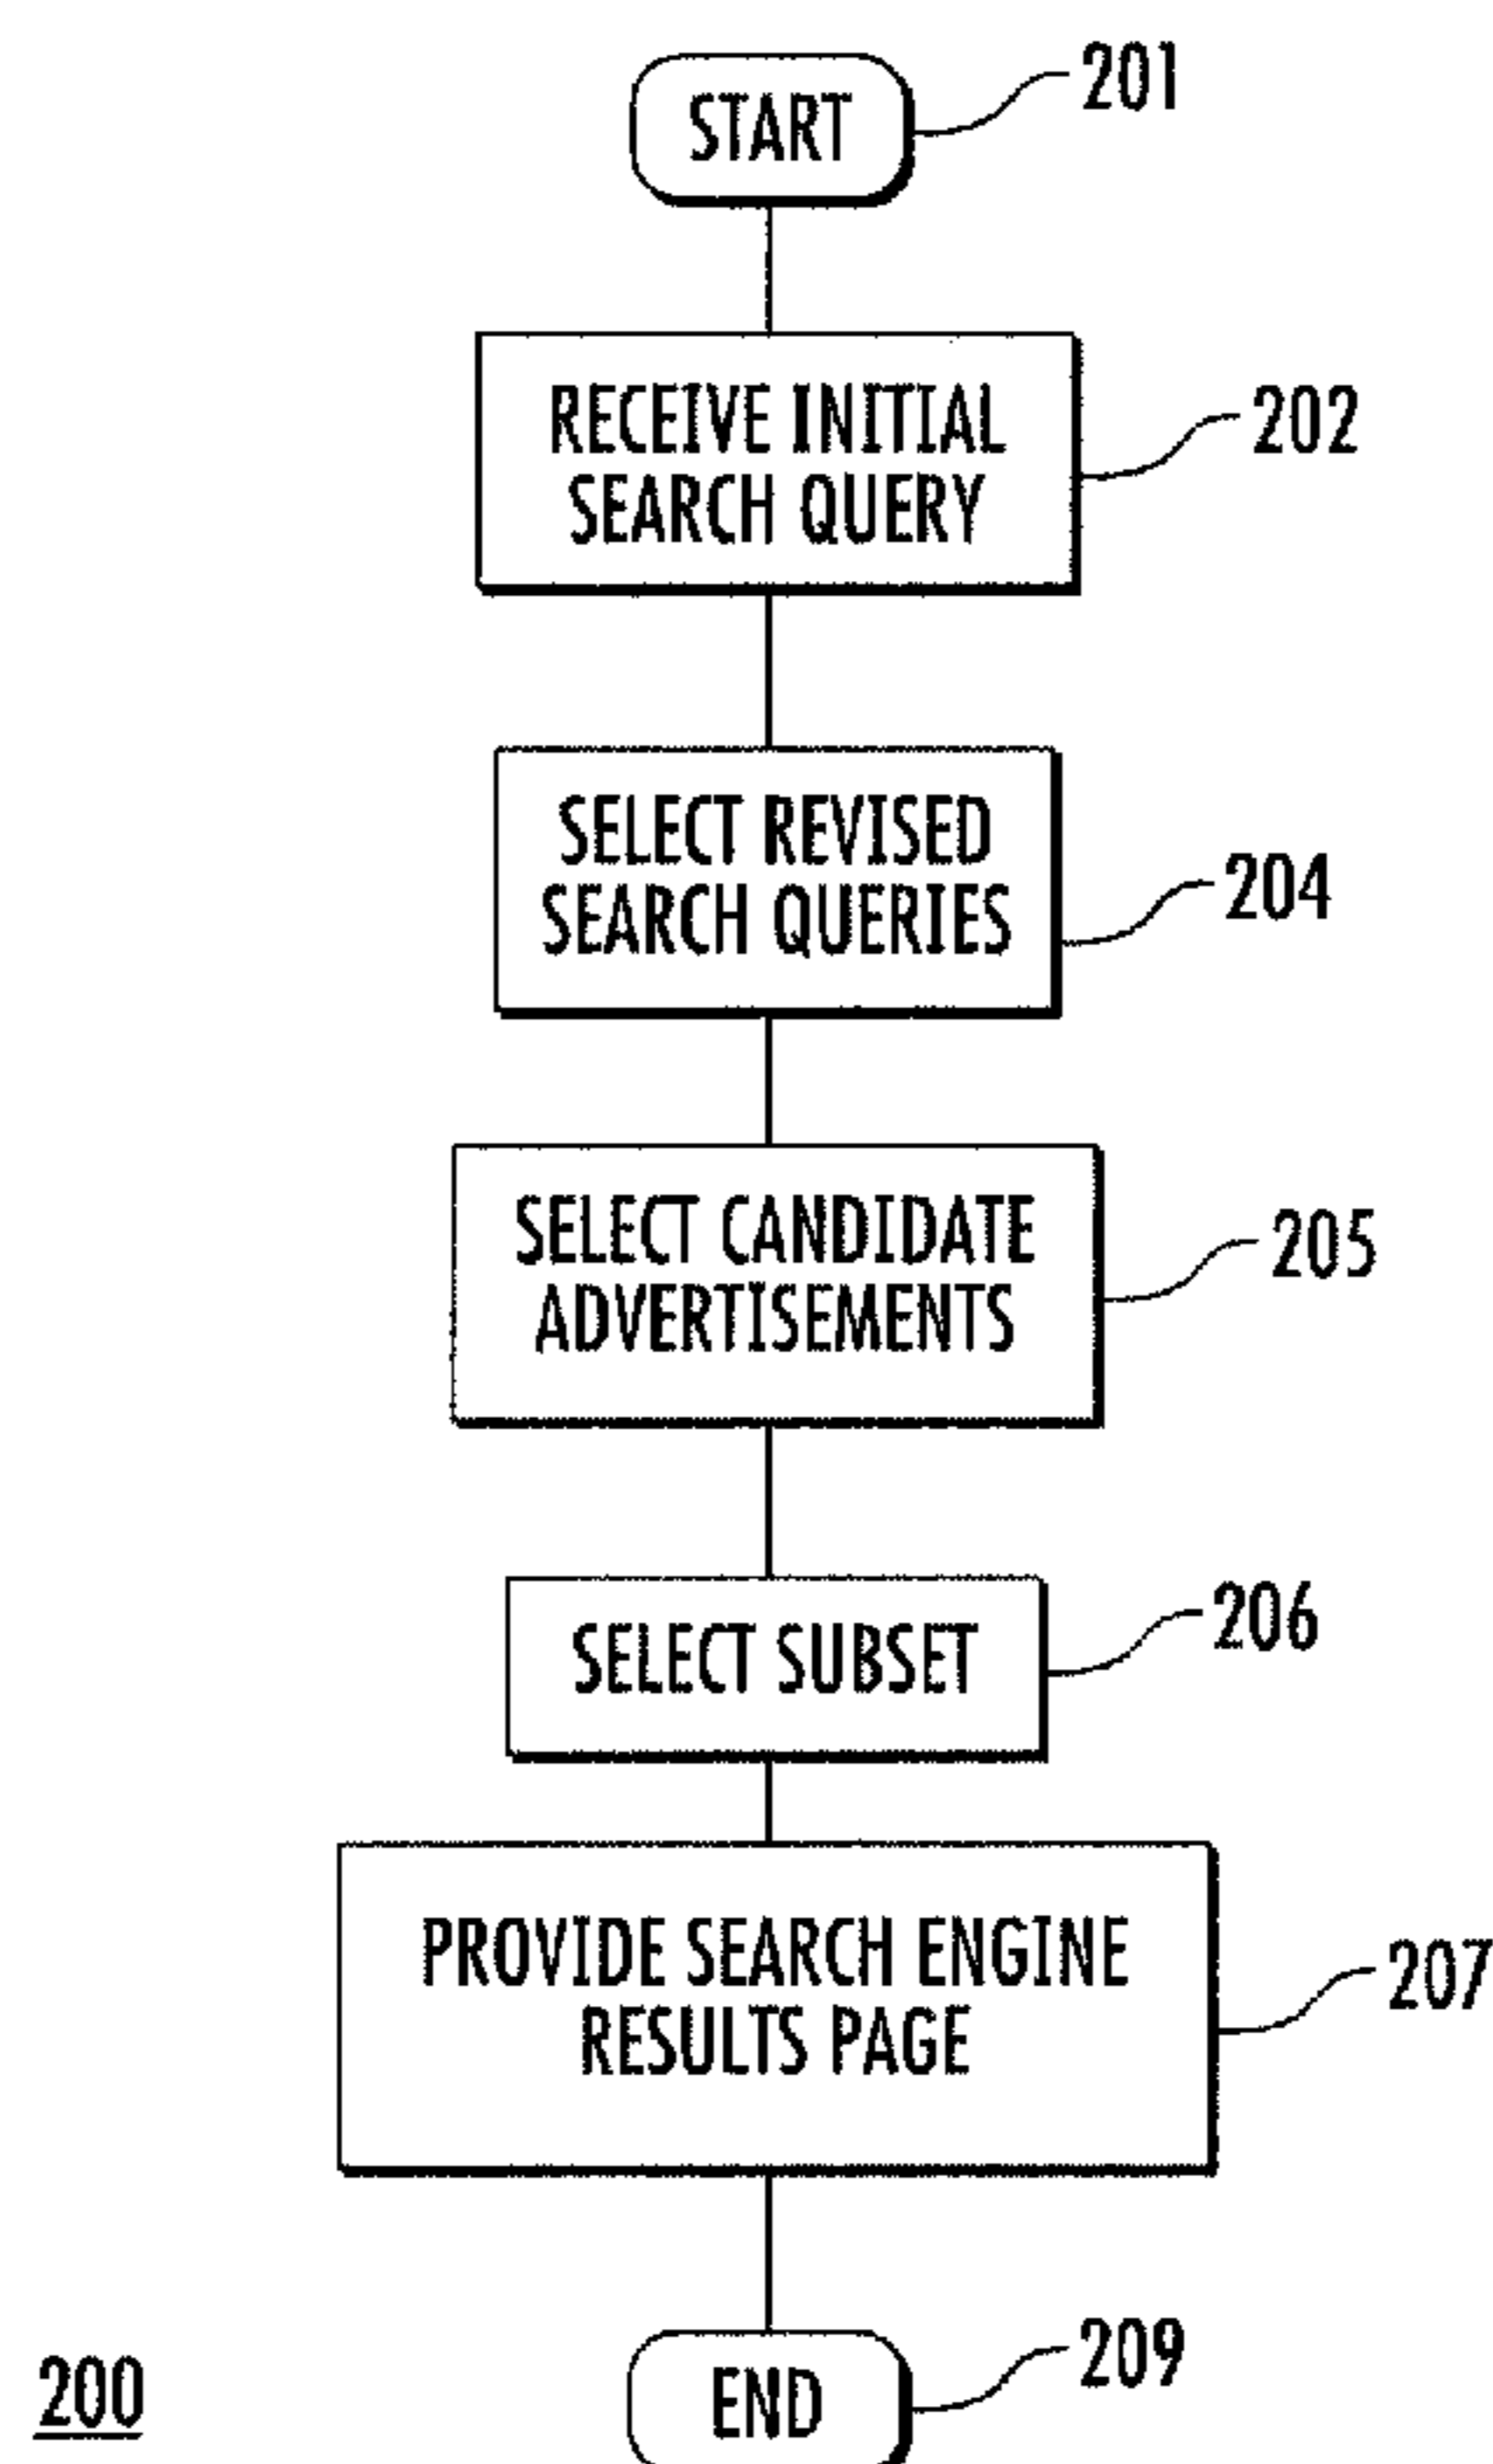 START
201
RECEIVE INITIAL
SEARCH QUERY
202
SELECT REVISED
SEARCH QUERIES
204
SELECT CANDIDATE
ADVERTISEMENTS
205
SELECT SUBSET
206
PROVIDE SEARCH ENGINE
RESULTS PAGE
207
END
209
200